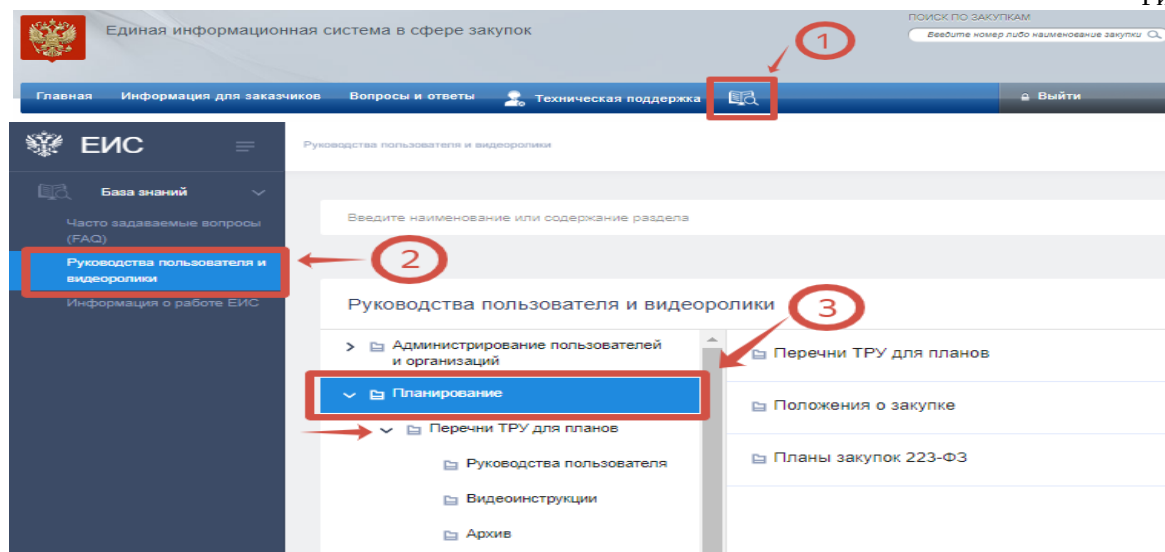 ПОИСК ПО ЗАКУПКАМ
Единая информационная система в сфере закупок
Введите номер либо наименование закупки
1
Главная Информация для заказчиков Вопросы и ответы Техническая поддержка Выйти
ЕИС
Руководства пользователя и видеоролики
База знаний
Часто задаваемые вопросы
(FAQ)
Введите наименование или содержание раздела
Руководства пользователя и
видеоролики
2
Информация о работе ЕИС
Руководства пользователя и видеоролики
3
Администрирование пользователей
и организаций
Перечни ТРУ для планов
Планирование
Положения о закупке
Перечни ТРУ для планов
Руководства пользователя
Планы закупок 223-ФЗ
Видеоинструкции
Архив